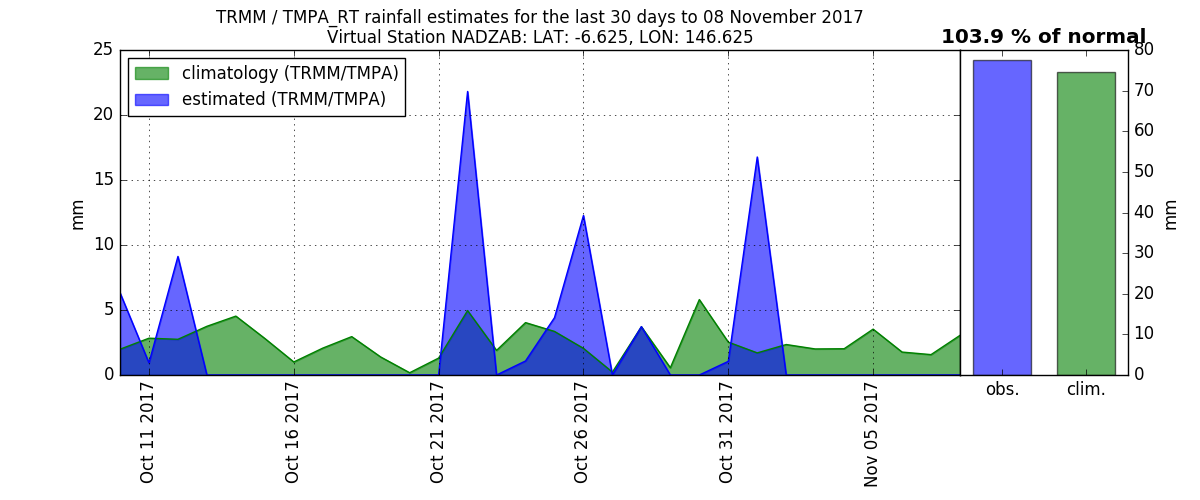 TRMM / TMPA_RT rainfall estimates for the last 30 days to 08 November 2017
Virtual Station NADZAB: LAT: -6.625, LON: 146.625
103.9 % of normal
climatology (TRMM/TMPA)
estimated (TRMM/TMPA)
mm
25
20
15
10
5
0
Oct 11 2017
Oct 16 2017
Oct 21 2017
Oct 26 2017
Oct 31 2017
Nov 05 2017
80
70
60
50
40
30
20
10
0
mm
obs.
clim.